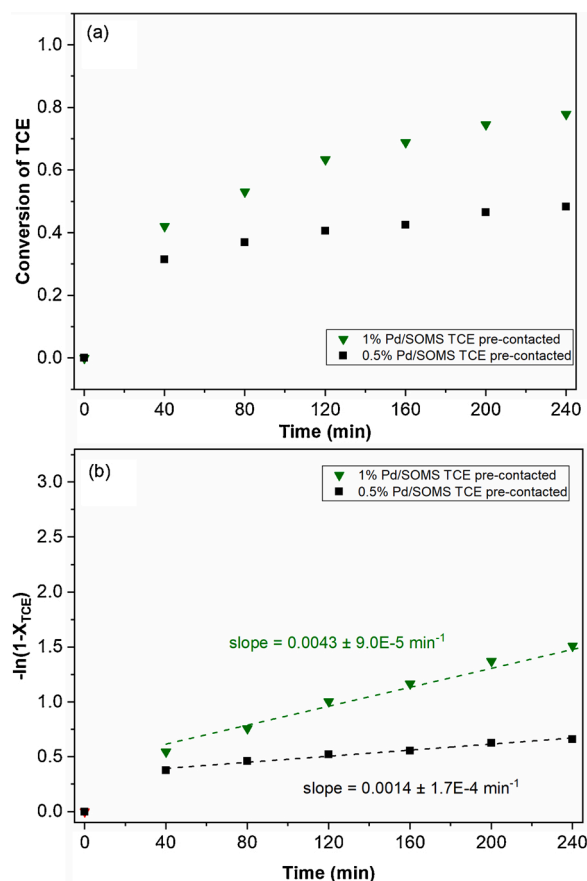 (a)
1.0
0.8
0.6
0.4
0.2
0.0
Conversion of TCE
1% Pd/SOMS TCE pre-contacted
0.5% Pd/SOMS TCE pre-contacted
0 40 80 120 160 200 240
Time (min)
(b)
3.0
2.5
2.0
1.5
1.0
0.5
0.0
-ln(1-X_TCE)
1% Pd/SOMS TCE pre-contacted
0.5% Pd/SOMS TCE pre-contacted
slope = 0.0043 ± 9.0E-5 min⁻¹
slope = 0.0014 ± 1.7E-4 min⁻¹
0 40 80 120 160 200 240
Time (min)